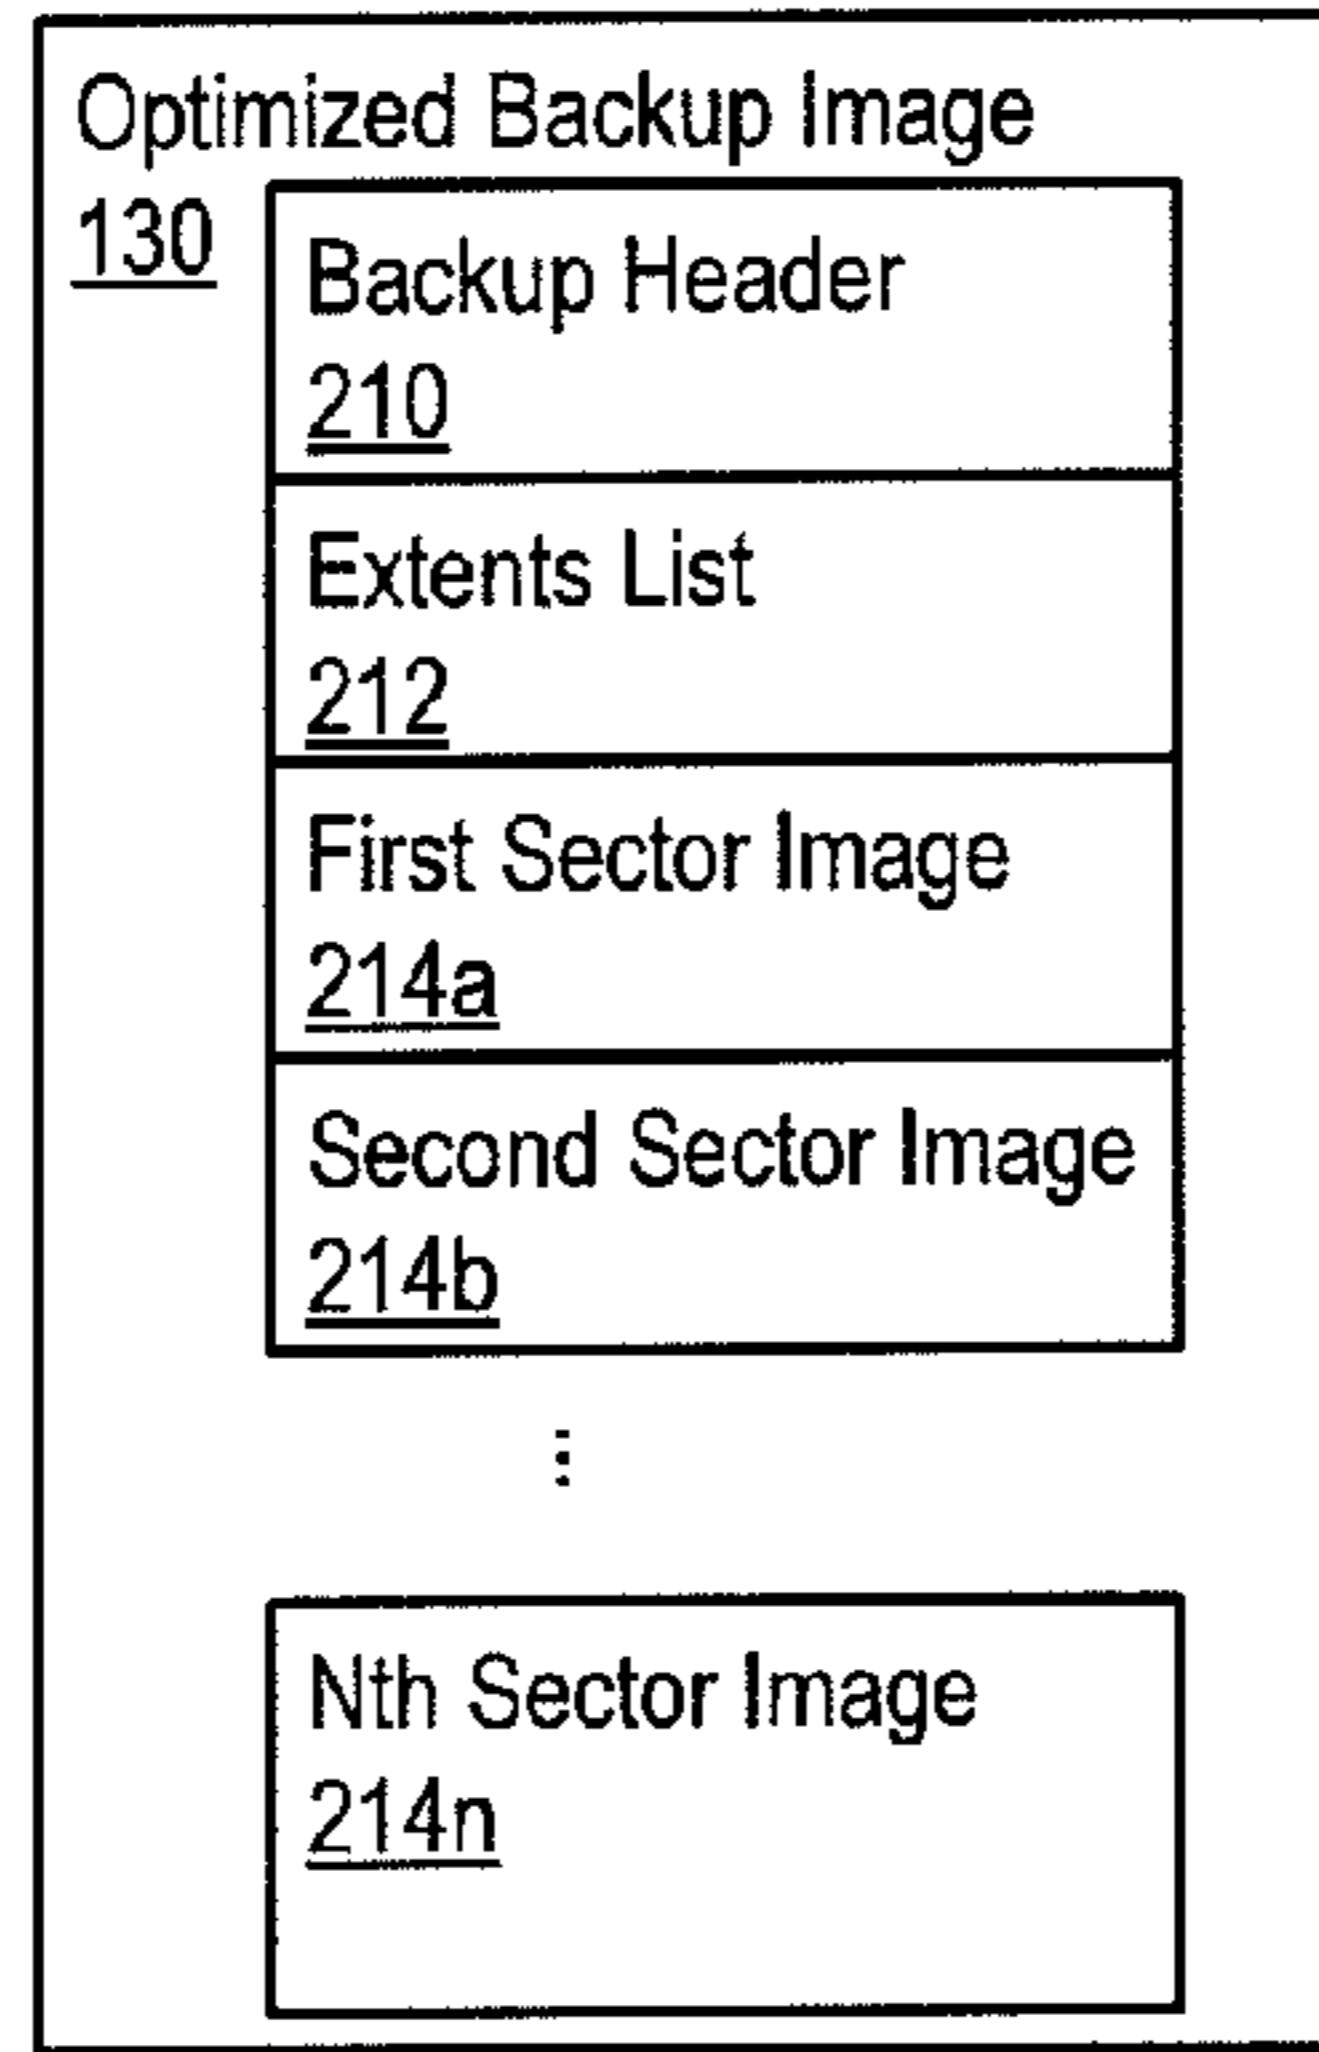 Optimized Backup Image
130
Backup Header
210
Extents List
212
First Sector Image
214a
Second Sector Image
214b
⋮
Nth Sector Image
214n